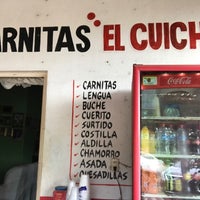 ARNITAS EL CUICH
CARNITAS
LENGUA
BUCHE
CUERITO
SURTIDO
COSTILLA
ALDILLA
CHAMORRO
ASADA
QUESADILLAS
Coca-Cola